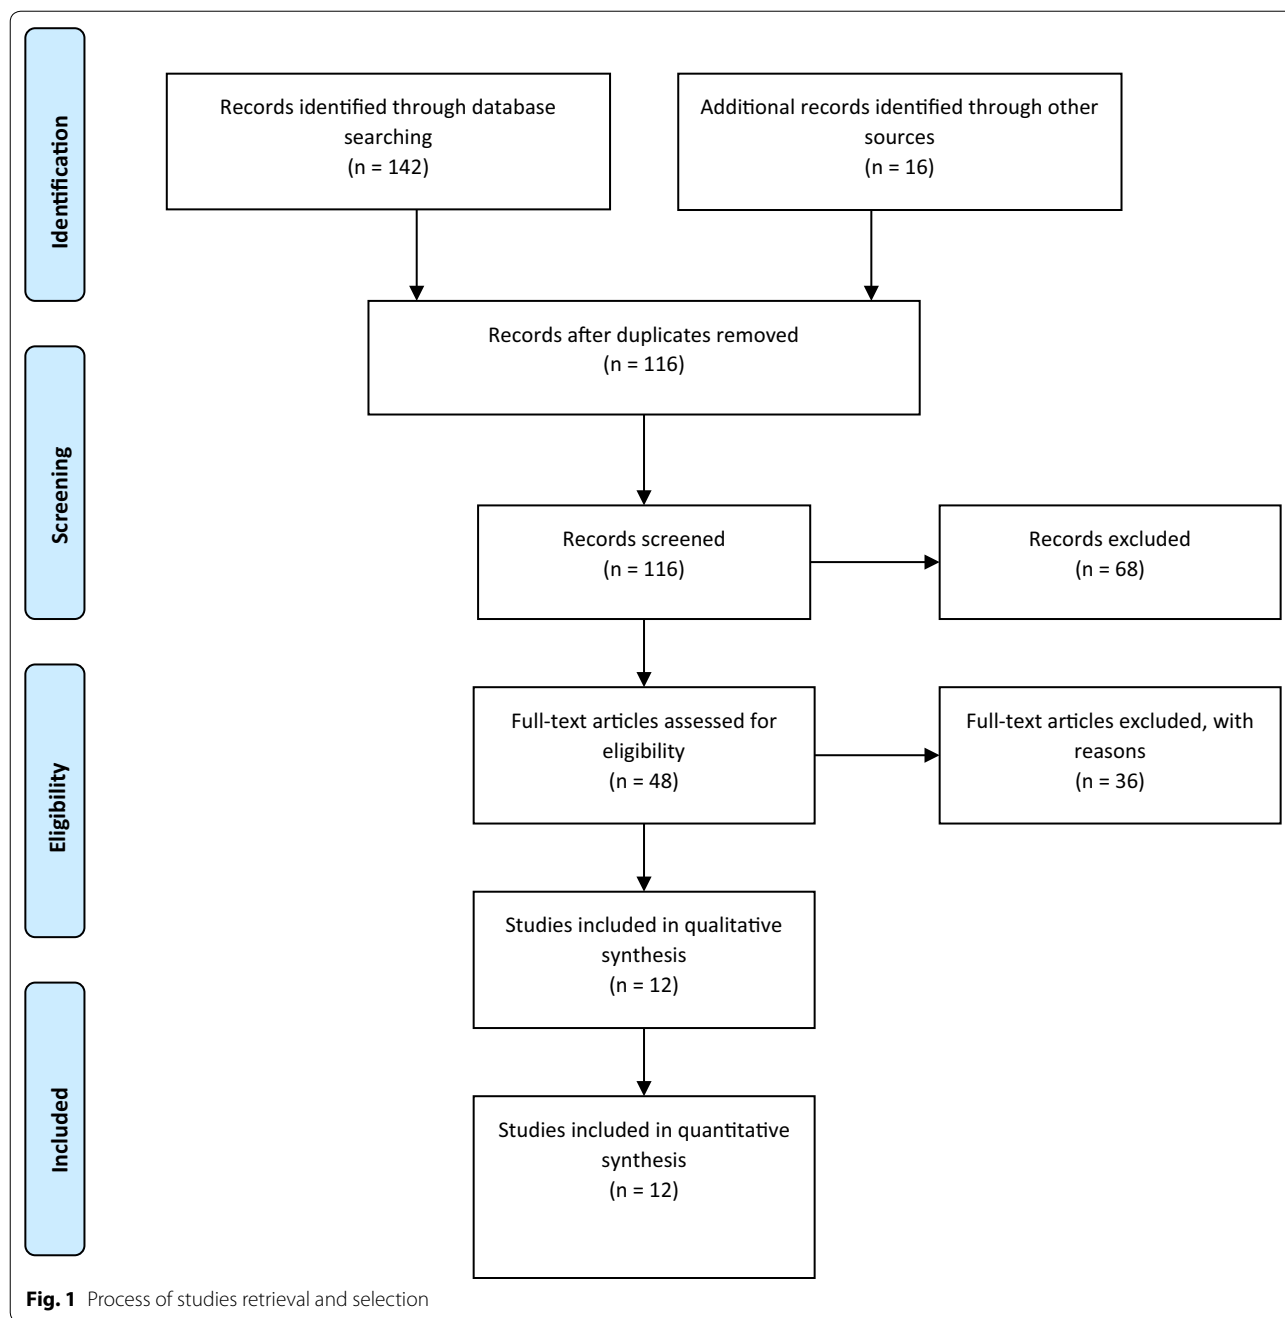 Identification
Records identified through database
searching
(n = 142)
Additional records identified through other
sources
(n = 16)
Records after duplicates removed
(n = 116)
Screening
Records screened
(n = 116)
Records excluded
(n = 68)
Eligibility
Full-text articles assessed for
eligibility
(n = 48)
Full-text articles excluded, with
reasons
(n = 36)
Studies included in qualitative
synthesis
(n = 12)
Included
Studies included in quantitative
synthesis
(n = 12)
Fig. 1 Process of studies retrieval and selection